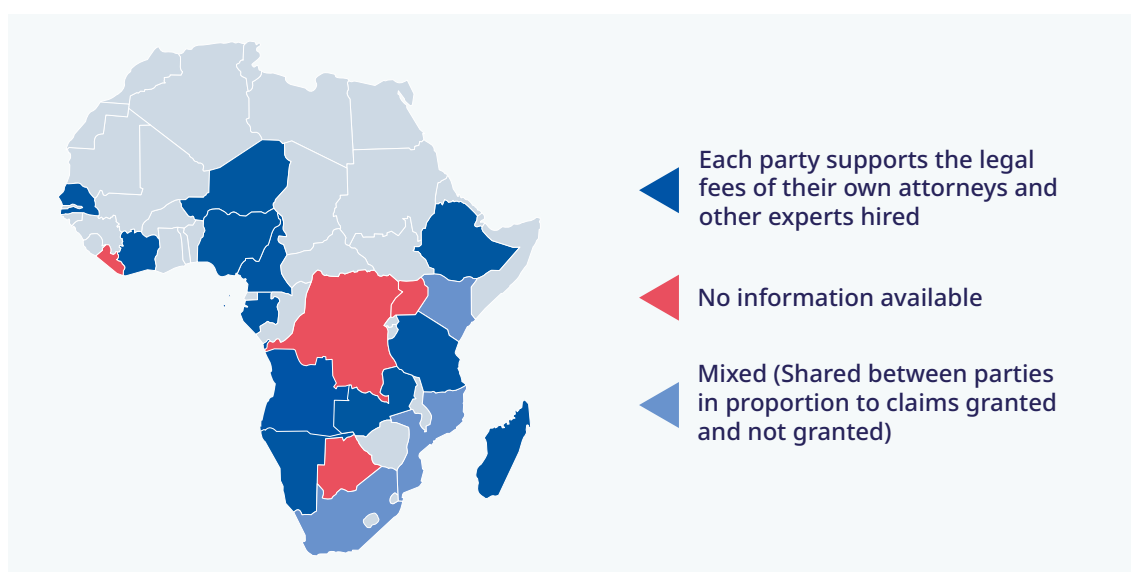 Each party supports the legal
fees of their own attorneys and
other experts hired
No information available
Mixed (Shared between parties
in proportion to claims granted
and not granted)